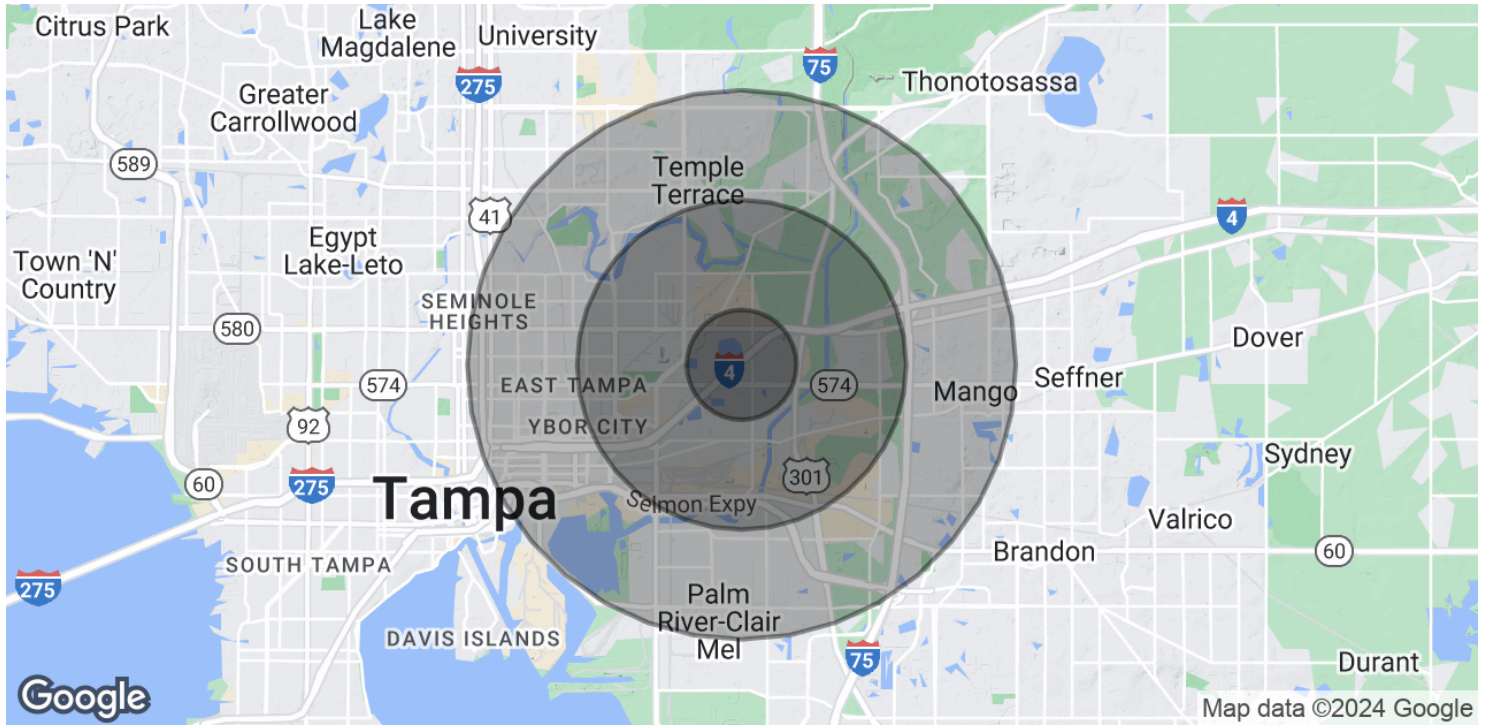 Citrus Park
Lake
Magdalene
University
275
75
Thonotosassa
Greater
Carrollwood
589
Temple
Terrace
41
4
Egypt
Lake-Leto
Town 'N'
Country
SEMINOLE
HEIGHTS
580
Dover
4
574
EAST TAMPA
574
Mango
Seffner
92
YBOR CITY
Sydney
60
275
301
Tampa
Selmon Expy
Valrico
SOUTH TAMPA
Brandon
60
275
Palm
River-Clair
Mel
DAVIS ISLANDS
75
Durant
Google
Map data ©2024 Google